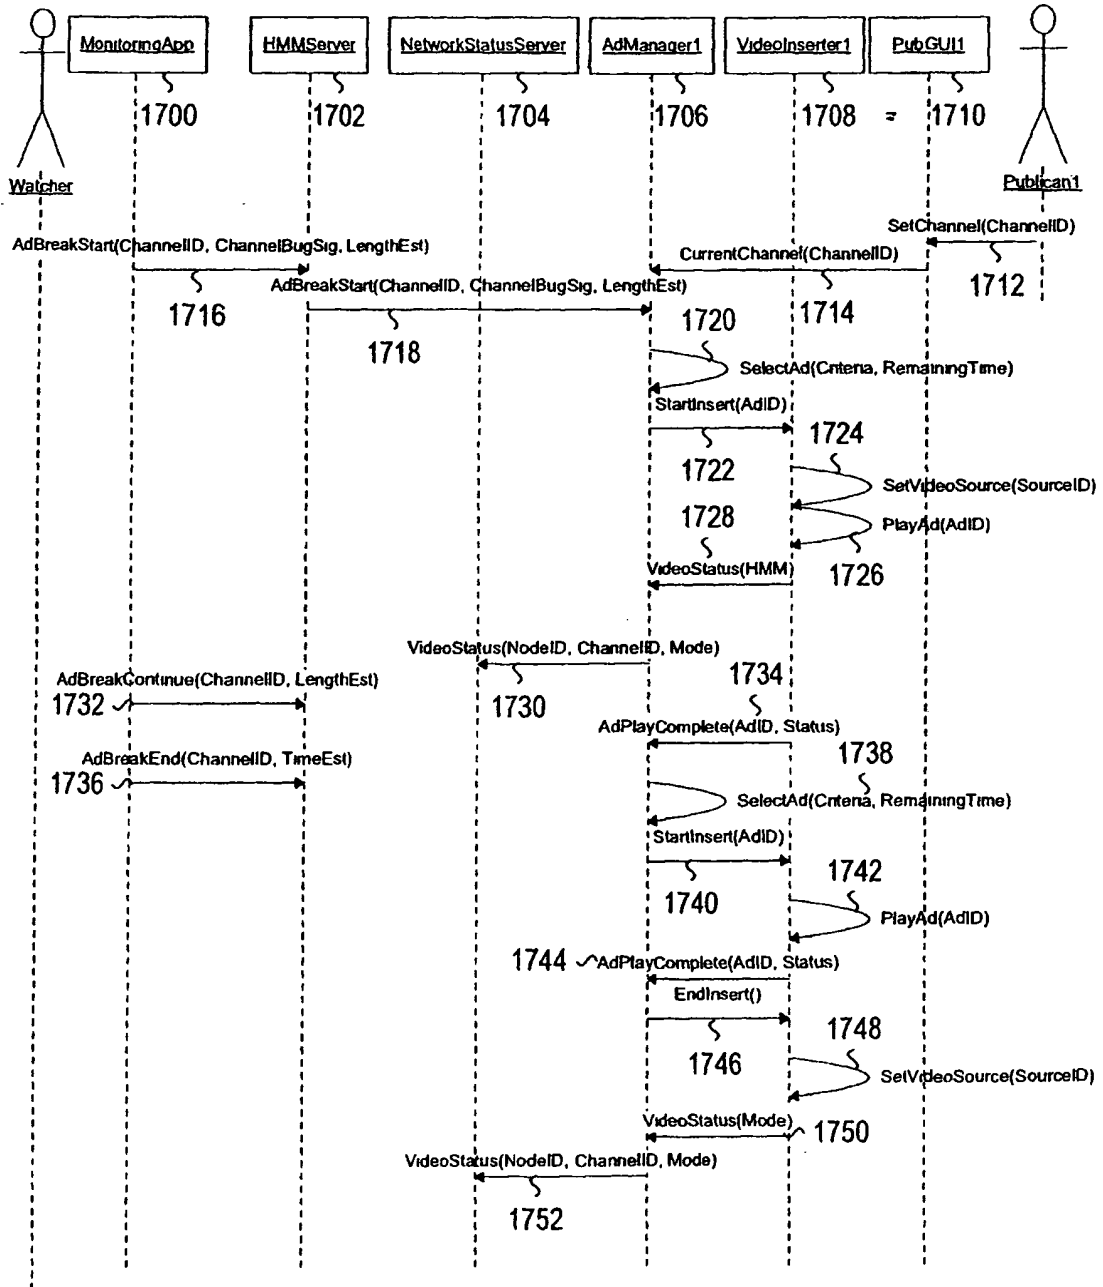 MonitoringApp HMMServer NetworkStatusServer AdManager1 VideoInserter1 PubGUI1
1700 1702 1704 1706 1708 = 1710
Watcher Publican1
SetChannel(ChannelID)
AdBreakStart(ChannelID, ChannelBugSig, LengthEst)
CurrentChannel(ChannelID)
1712
AdBreakStart(ChannelID, ChannelBugSig, LengthEst)
1716
1714
1720
1718
SelectAd(Criteria, RemainingTime)
StartInsert(AdID)
1724
1722
SetVideoSource(SourceID)
1728
PlayAd(AdID)
VideoStatus(HMM)
1726
VideoStatus(NodeID, ChannelID, Mode)
AdBreakContinue(ChannelID, LengthEst)
1734
1732
1730
AdPlayComplete(AdID, Status)
AdBreakEnd(ChannelID, TimeEst)
1738
1736
SelectAd(Criteria, RemainingTime)
StartInsert(AdID)
1742
1740
PlayAd(AdID)
1744 AdPlayComplete(AdID, Status)
EndInsert()
1748
1746
SetVideoSource(SourceID)
VideoStatus(Mode)
1750
VideoStatus(NodeID, ChannelID, Mode)
1752